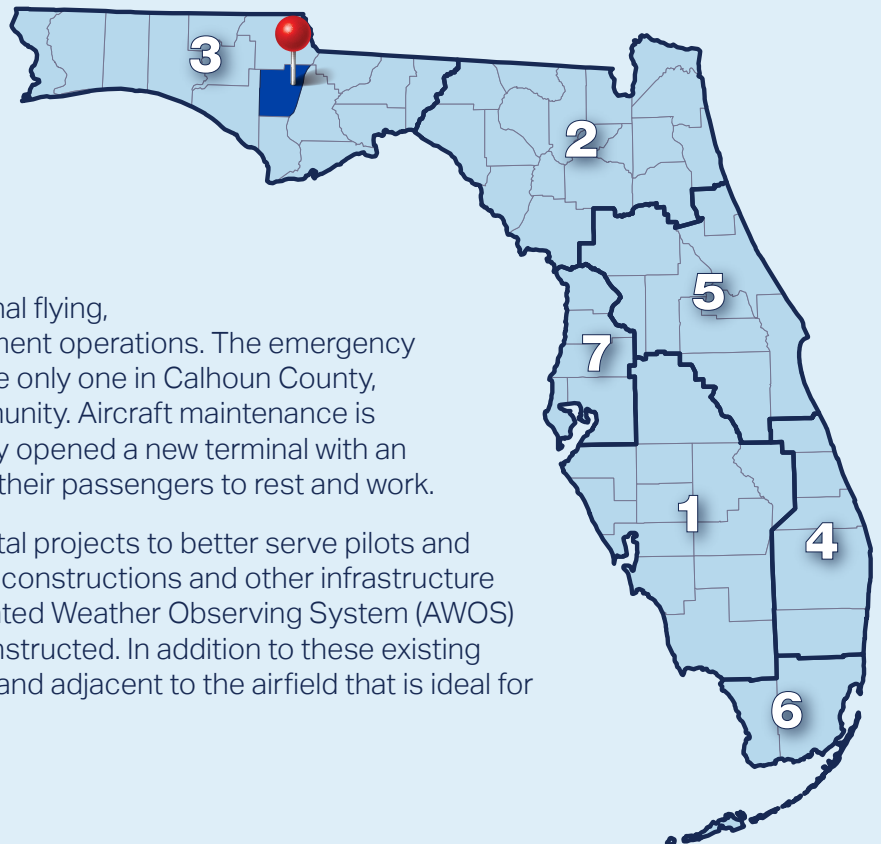 3
2
5
nal flying,
ment operations. The emergency
e only one in Calhoun County,
munity. Aircraft maintenance is
y opened a new terminal with an
their passengers to rest and work.
7
tal projects to better serve pilots and
constructions and other infrastructure
ated Weather Observing System (AWOS)
nstructed. In addition to these existing
and adjacent to the airfield that is ideal for
1
4
6